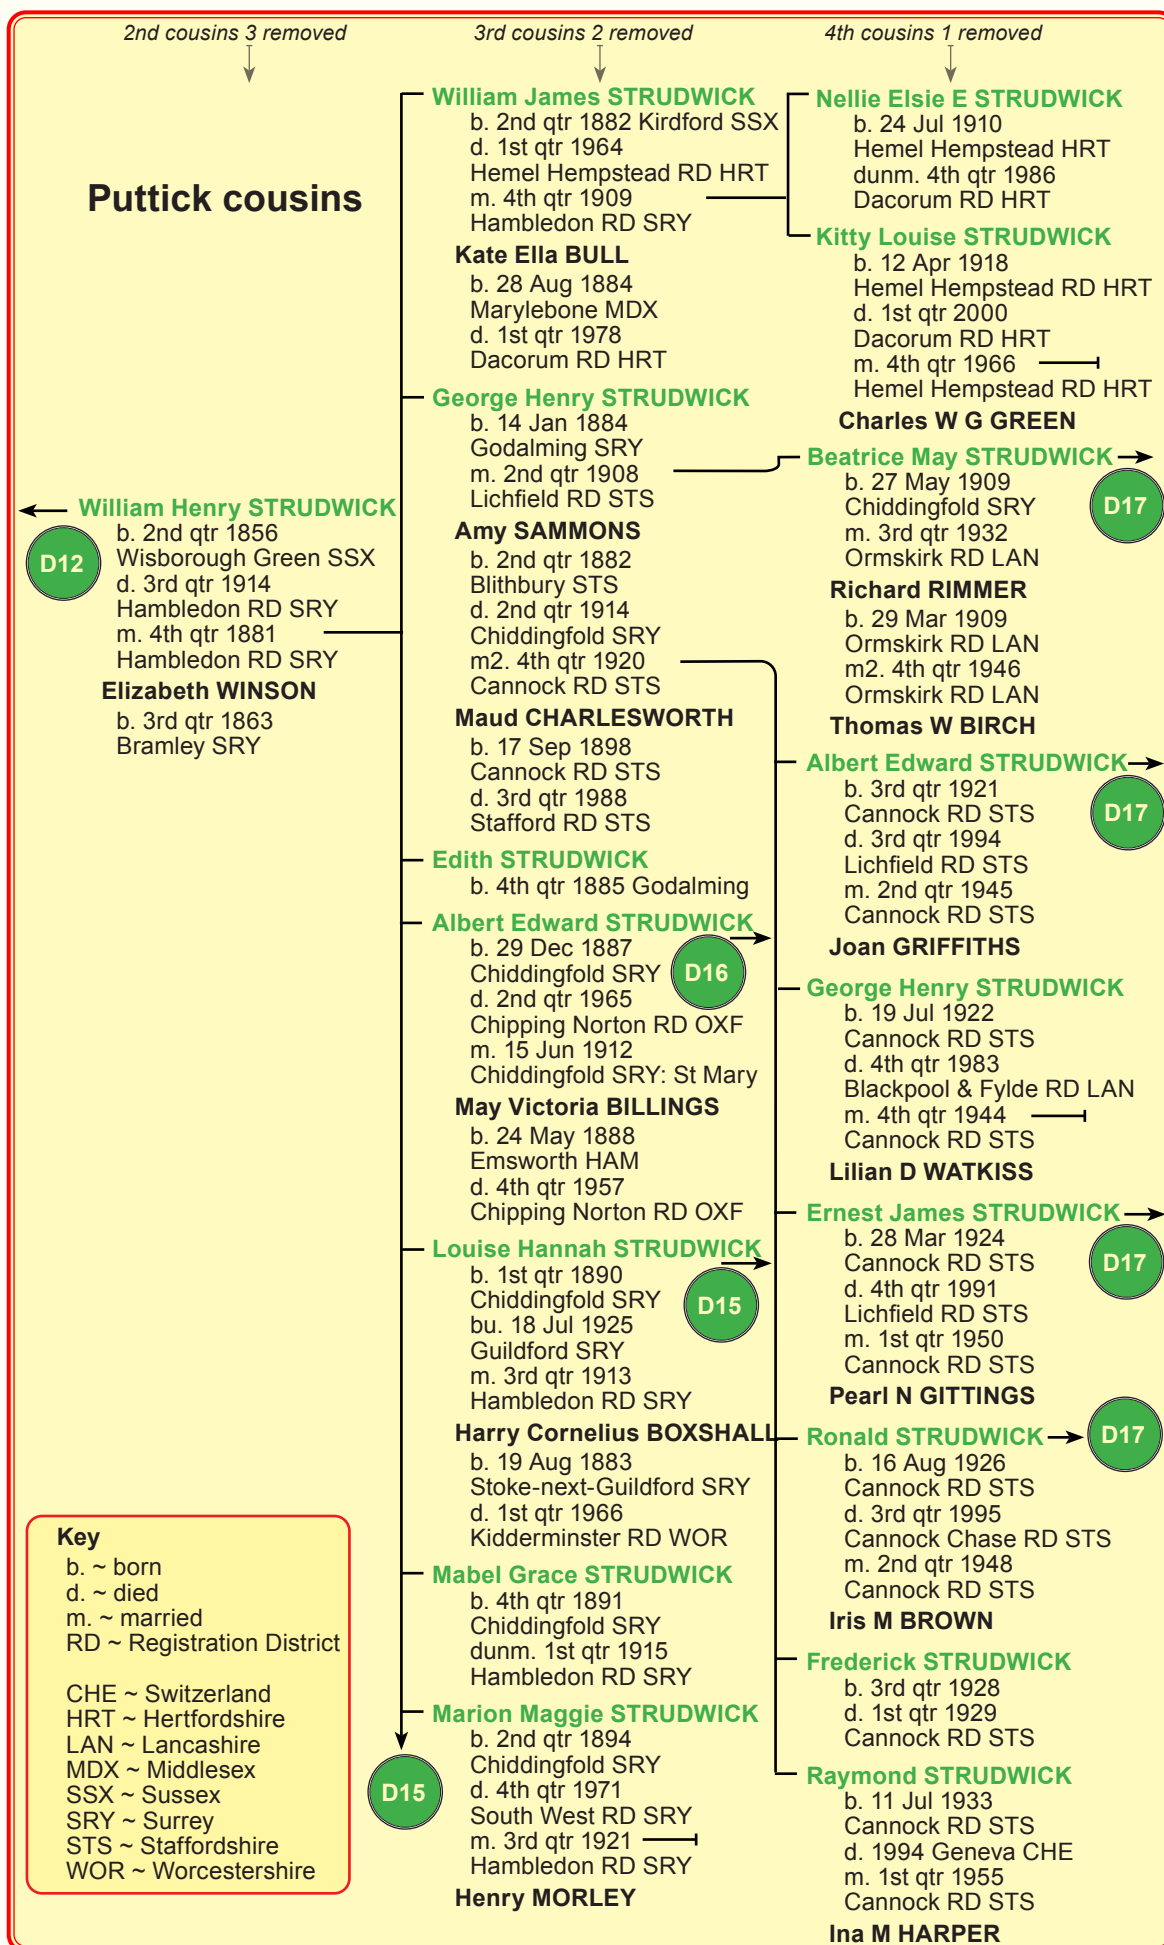 2nd cousins 3 removed
3rd cousins 2 removed
4th cousins 1 removed
Puttick cousins
William Henry STRUDWICK
b. 2nd qtr 1856
Wisborough Green SSX
d. 3rd qtr 1914
Hambledon RD SRY
m. 4th qtr 1881
Hambledon RD SRY
D12
Elizabeth WINSON
b. 3rd qtr 1863
Bramley SRY
Key
b. ~ born
d. ~ died
m. ~ married
RD ~ Registration District
CHE ~ Switzerland
HRT ~ Hertfordshire
LAN ~ Lancashire
MDX ~ Middlesex
SSX ~ Sussex
SRY ~ Surrey
STS ~ Staffordshire
WOR ~ Worcestershire
William James STRUDWICK
b. 2nd qtr 1882 Kirdford SSX
d. 1st qtr 1964
Hemel Hempstead RD HRT
m. 4th qtr 1909
Hambledon RD SRY
Kate Ella BULL
b. 28 Aug 1884
Marylebone MDX
d. 1st qtr 1978
Dacorum RD HRT
George Henry STRUDWICK
b. 14 Jan 1884
Godalming SRY
m. 2nd qtr 1908
Lichfield RD STS
Amy SAMMONS
b. 2nd qtr 1882
Blithbury STS
d. 2nd qtr 1914
Chiddingfold SRY
m2. 4th qtr 1920
Cannock RD STS
Maud CHARLESWORTH
b. 17 Sep 1898
Cannock RD STS
d. 3rd qtr 1988
Stafford RD STS
Edith STRUDWICK
b. 4th qtr 1885 Godalming
Albert Edward STRUDWICK
b. 29 Dec 1887
Chiddingfold SRY
d. 2nd qtr 1965
Chipping Norton RD OXF
m. 15 Jun 1912
Chiddingfold SRY: St Mary
D16
May Victoria BILLINGS
b. 24 May 1888
Emsworth HAM
d. 4th qtr 1957
Chipping Norton RD OXF
Louise Hannah STRUDWICK
b. 1st qtr 1890
Chiddingfold SRY
bu. 18 Jul 1925
Guildford SRY
m. 3rd qtr 1913
Hambledon RD SRY
D15
Harry Cornelius BOXSHALL
b. 19 Aug 1883
Stoke-next-Guildford SRY
d. 1st qtr 1966
Kidderminster RD WOR
Mabel Grace STRUDWICK
b. 4th qtr 1891
Chiddingfold SRY
dunm. 1st qtr 1915
Hambledon RD SRY
Marion Maggie STRUDWICK
b. 2nd qtr 1894
Chiddingfold SRY
d. 4th qtr 1971
South West RD SRY
m. 3rd qtr 1921
Hambledon RD SRY
D15
Henry MORLEY
Nellie Elsie E STRUDWICK
b. 24 Jul 1910
Hemel Hempstead HRT
dunm. 4th qtr 1986
Dacorum RD HRT
Kitty Louise STRUDWICK
b. 12 Apr 1918
Hemel Hempstead RD HRT
d. 1st qtr 2000
Dacorum RD HRT
m. 4th qtr 1966
Hemel Hempstead RD HRT
Charles W G GREEN
Beatrice May STRUDWICK
b. 27 May 1909
Chiddingfold SRY
m. 3rd qtr 1932
Ormskirk RD LAN
D17
Richard RIMMER
b. 29 Mar 1909
Ormskirk RD LAN
m2. 4th qtr 1946
Ormskirk RD LAN
Thomas W BIRCH
Albert Edward STRUDWICK
b. 3rd qtr 1921
Cannock RD STS
d. 3rd qtr 1994
Lichfield RD STS
m. 2nd qtr 1945
Cannock RD STS
D17
Joan GRIFFITHS
George Henry STRUDWICK
b. 19 Jul 1922
Cannock RD STS
d. 4th qtr 1983
Blackpool & Fylde RD LAN
m. 4th qtr 1944
Cannock RD STS
Lilian D WATKISS
Ernest James STRUDWICK
b. 28 Mar 1924
Cannock RD STS
d. 4th qtr 1991
Lichfield RD STS
m. 1st qtr 1950
Cannock RD STS
D17
Pearl N GITTINGS
Ronald STRUDWICK
D17
b. 16 Aug 1926
Cannock RD STS
d. 3rd qtr 1995
Cannock Chase RD STS
m. 2nd qtr 1948
Cannock RD STS
Iris M BROWN
Frederick STRUDWICK
b. 3rd qtr 1928
d. 1st qtr 1929
Cannock RD STS
Raymond STRUDWICK
b. 11 Jul 1933
Cannock RD STS
d. 1994 Geneva CHE
m. 1st qtr 1955
Cannock RD STS
Ina M HARPER